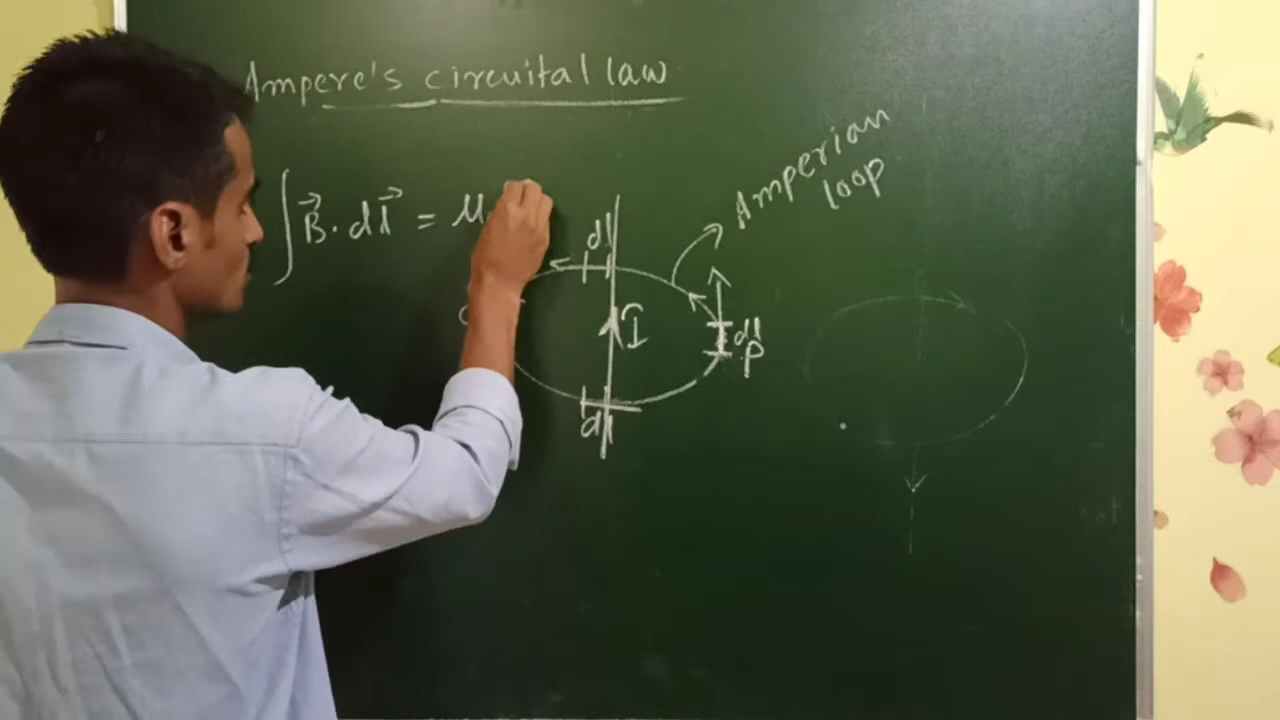 Ampere's circuital law
Amperian
loop
∫ B⃗ · dl⃗ = μ
dl
I
dl
P
dl